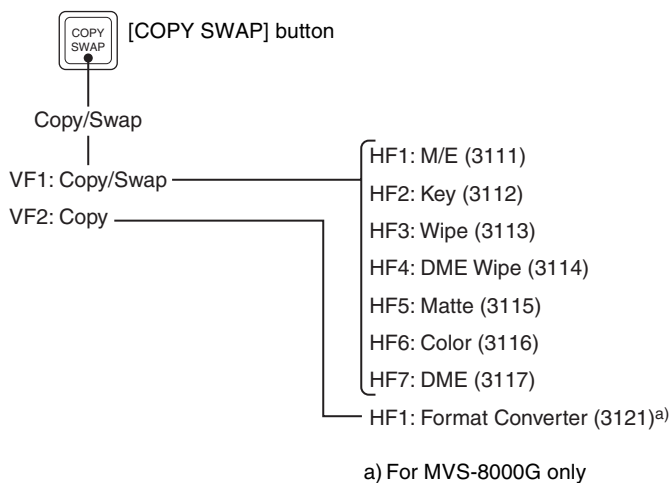 COPY
SWAP
[COPY SWAP] button
Copy/Swap
VF1: Copy/Swap
VF2: Copy
HF1: M/E (3111)
HF2: Key (3112)
HF3: Wipe (3113)
HF4: DME Wipe (3114)
HF5: Matte (3115)
HF6: Color (3116)
HF7: DME (3117)
HF1: Format Converter (3121)a)
a) For MVS-8000G only